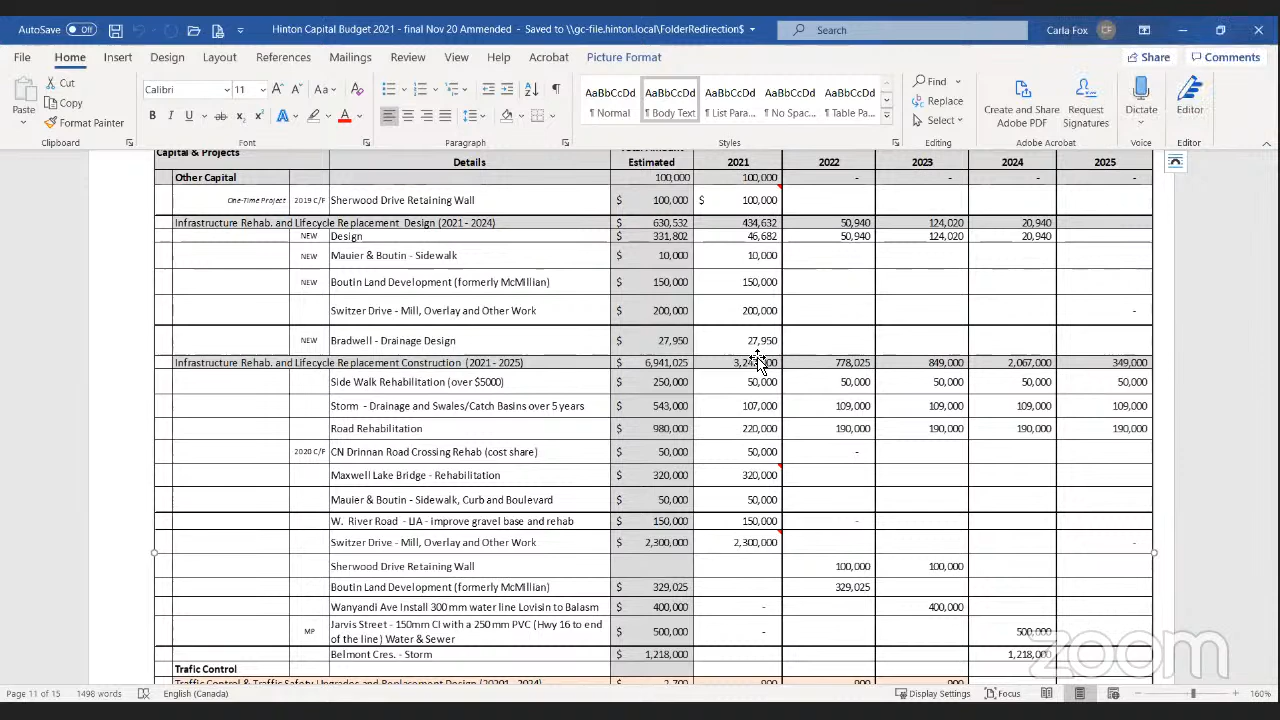 AutoSave Off Hinton Capital Budget 2021 - final Nov 20 Ammended - Saved to \\gc-file.hinton.local\FolderRedirection$ Search Carla Fox CF
File Home Insert Design Layout References Mailings Review View Help Acrobat Picture Format Share Comments
Paste Cut Copy Format Painter Calibri 11 AaBbCcDd AaBbCcDd AaBbCcDd AaBbCcDd AaBbCcDd Find Replace Select Create and Share Adobe PDF Request Signatures Dictate Editor
¶ Normal ¶ Body Text ¶ List Para... ¶ No Spac... ¶ Table Pa...
Clipboard Font Paragraph Styles Editing Adobe Acrobat Voice Editor
Capital & Projects Details Estimated 2021 2022 2023 2024 2025
Other Capital 100,000 100,000 - - - -
One-Time Project 2019 C/F Sherwood Drive Retaining Wall $ 100,000 $ 100,000
Infrastructure Rehab. and Lifecycle Replacement Design (2021 - 2024) $ 630,532 434,632 50,940 124,020 20,940
NEW Design $ 331,802 46,682 50,940 124,020 20,940
NEW Mauier & Boutin - Sidewalk $ 10,000 10,000
NEW Boutin Land Development (formerly McMillian) $ 150,000 150,000
Switzer Drive - Mill, Overlay and Other Work $ 200,000 200,000 -
NEW Bradwell - Drainage Design $ 27,950 27,950
Infrastructure Rehab. and Lifecycle Replacement Construction (2021 - 2025) $ 6,941,025 778,025 849,000 2,067,000 349,000
Side Walk Rehabilitation (over $5000) $ 250,000 50,000 50,000 50,000 50,000 50,000
Storm - Drainage and Swales/Catch Basins over 5 years $ 543,000 107,000 109,000 109,000 109,000 109,000
Road Rehabilitation $ 980,000 220,000 190,000 190,000 190,000 190,000
2020 C/F CN Drinnan Road Crossing Rehab (cost share) $ 50,000 50,000 -
Maxwell Lake Bridge - Rehabilitation $ 320,000 320,000
Mauier & Boutin - Sidewalk, Curb and Boulevard $ 50,000 50,000
W. River Road - LIA - improve gravel base and rehab $ 150,000 150,000 -
Switzer Drive - Mill, Overlay and Other Work $ 2,300,000 2,300,000 -
Sherwood Drive Retaining Wall 100,000 100,000
Boutin Land Development (formerly McMillian) $ 329,025 329,025
Wanyandi Ave Install 300 mm water line Lovisin to Balasm $ 400,000 - 400,000
MP Jarvis Street - 150mm CI with a 250 mm PVC (Hwy 16 to end of the line) Water & Sewer $ 500,000 - 500,000
Belmont Cres. - Storm $ 1,218,000 1,218,000
Trafic Control
zoom
Page 11 of 15 1498 words English (Canada) Display Settings Focus 160%